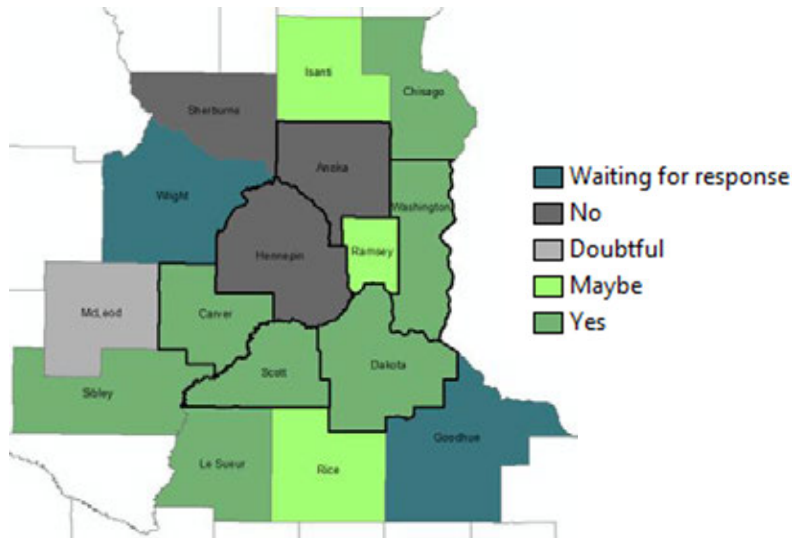 Isanti
Chisago
Sherburne
Anoka
Wright
Washington
Ramsey
Hennepin
McLeod
Carver
Scott
Dakota
Sibley
Goodhue
Le Sueur
Rice
Waiting for response
No
Doubtful
Maybe
Yes